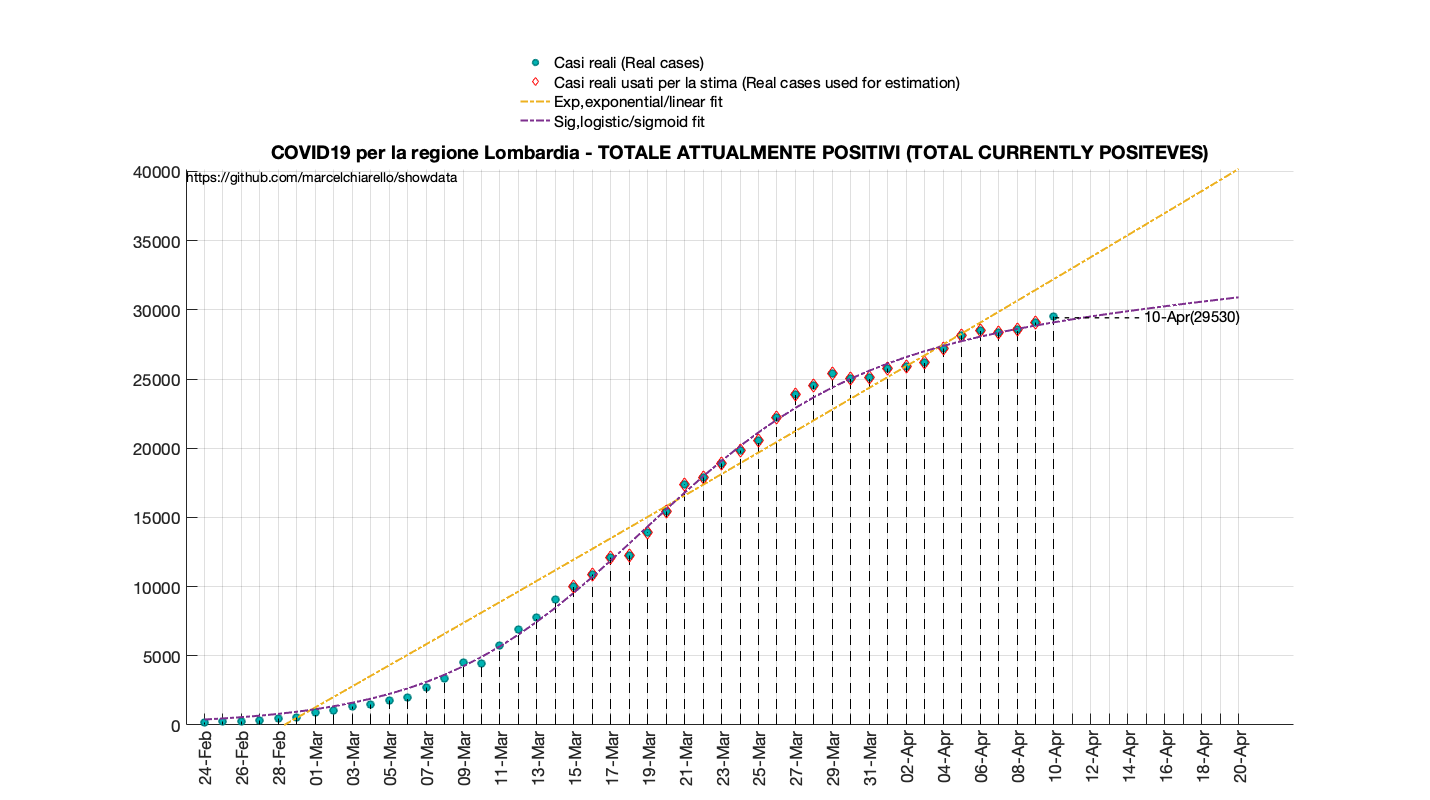 Casi reali (Real cases)
Casi reali usati per la stima (Real cases used for estimation)
Exp,exponential/linear fit
Sig,logistic/sigmoid fit
COVID19 per la regione Lombardia - TOTALE ATTUALMENTE POSITIVI (TOTAL CURRENTLY POSITEVES)
https://github.com/marcelchiarello/showdata
40000
35000
30000
25000
20000
15000
10000
5000
0
10-Apr(29530)
24-Feb
26-Feb
28-Feb
01-Mar
03-Mar
05-Mar
07-Mar
09-Mar
11-Mar
13-Mar
15-Mar
17-Mar
19-Mar
21-Mar
23-Mar
25-Mar
27-Mar
29-Mar
31-Mar
02-Apr
04-Apr
06-Apr
08-Apr
10-Apr
12-Apr
14-Apr
16-Apr
18-Apr
20-Apr